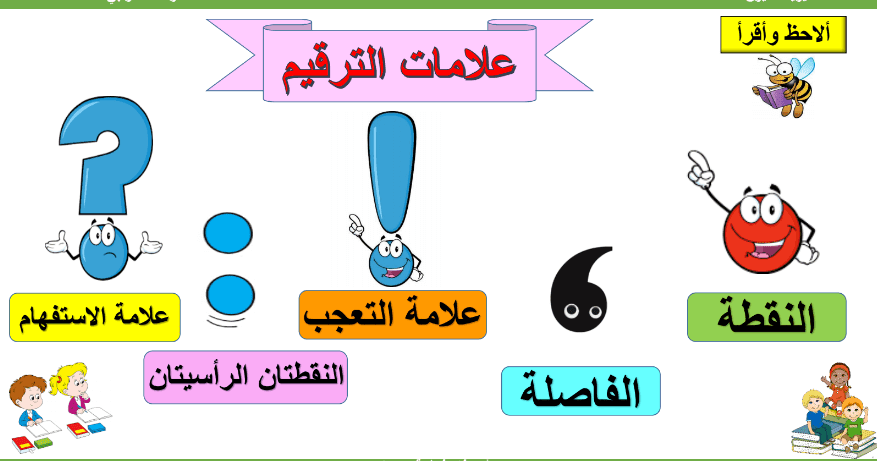 ألاحظ وأقرأ
علامات الترقيم
النقطة
علامة التعجب
علامة الاستفهام
الفاصلة
النقطتان الرأسيتان